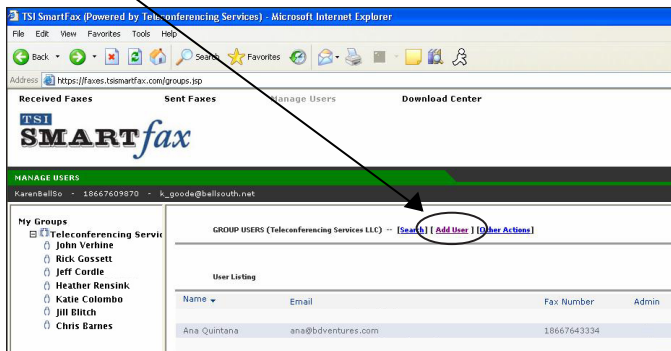 TSI SmartFax (Powered by Teleconferencing Services) - Microsoft Internet Explorer
File Edit View Favorites Tools Help
Back Search Favorites
Address https://faxes.tsismartfax.com/groups.jsp
Received Faxes Sent Faxes Manage Users Download Center
TSI
SMARTfax
MANAGE USERS
KarenBellSo - 18667609870 - k_goode@bellsouth.net
My Groups
Teleconferencing Servic
John Verhine
Rick Gossett
Jeff Cordle
Heather Rensink
Katie Colombo
Jill Blitch
Chris Barnes
GROUP USERS (Teleconferencing Services LLC) -- [Search] [ Add User ] [Other Actions]
User Listing
Name Email Fax Number Admin
Ana Quintana ana@bdventures.com 18667643334